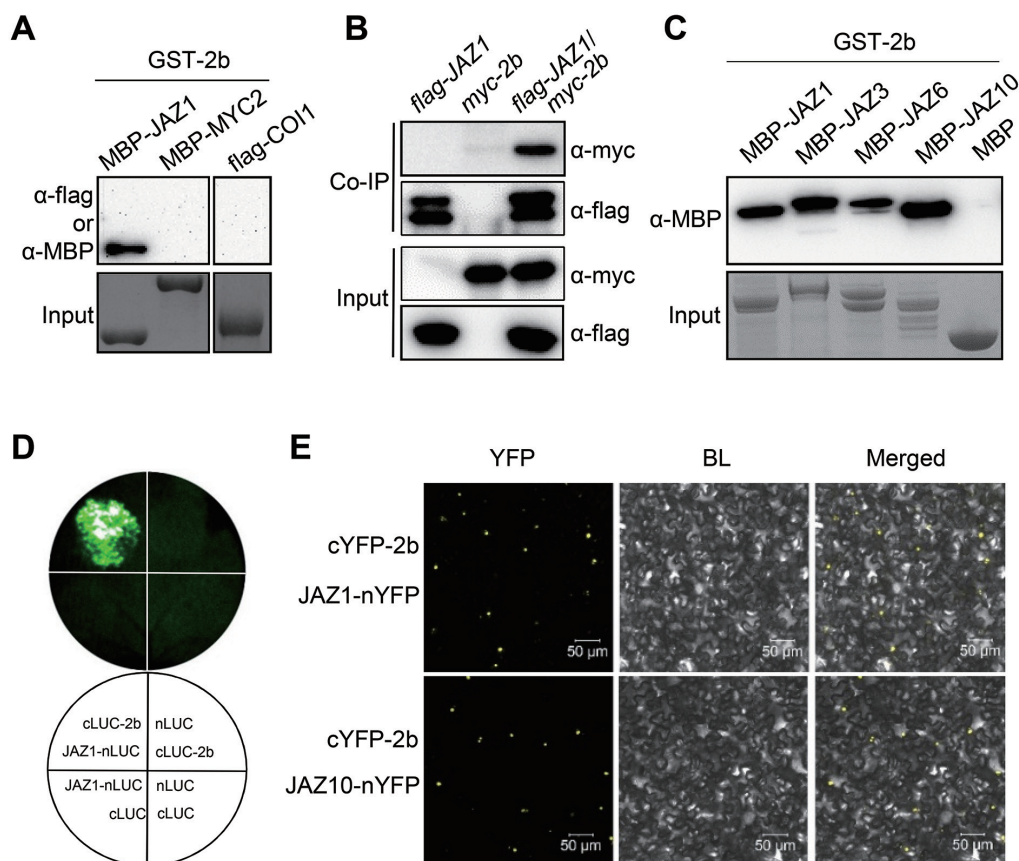 A
GST-2b
MBP-JAZ1
MBP-MYC2
flag-COI1
α-flag
or
α-MBP
Input
B
flag-JAZ1
myc-2b
flag-JAZ1/
myc-2b
Co-IP
α-myc
α-flag
Input
α-myc
α-flag
C
GST-2b
MBP-JAZ1
MBP-JAZ3
MBP-JAZ6
MBP-JAZ10
MBP
α-MBP
Input
D
cLUC-2b
JAZ1-nLUC
nLUC
cLUC-2b
JAZ1-nLUC
cLUC
nLUC
cLUC
E
YFP
BL
Merged
cYFP-2b
JAZ1-nYFP
50 µm
50 µm
50 µm
cYFP-2b
JAZ10-nYFP
50 µm
50 µm
50 µm